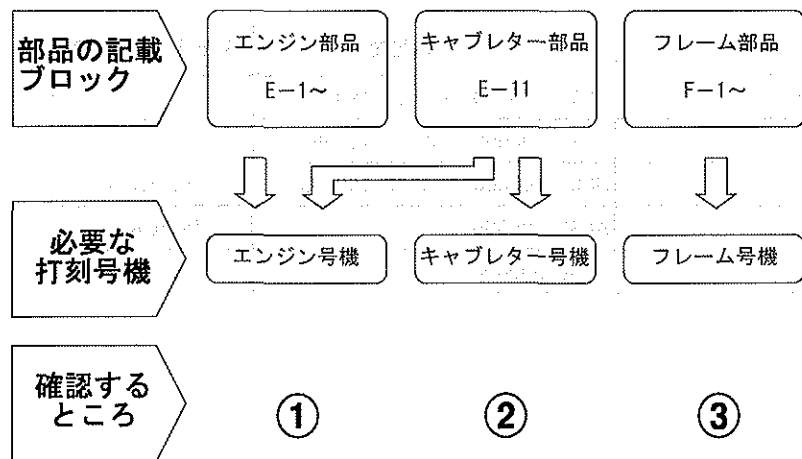 部品の記載
ブロック
エンジン部品
E-1~
キャブレター部品
E-11
フレーム部品
F-1~
必要な
打刻号機
エンジン号機
キャブレター号機
フレーム号機
確認する
ところ
①
②
③